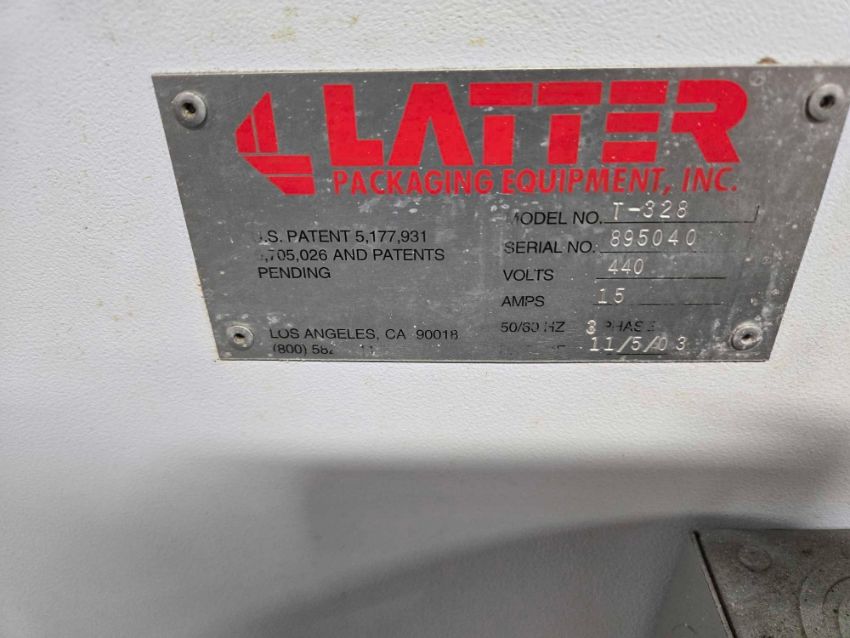 LATTER
PACKAGING EQUIPMENT, INC.
.S. PATENT 5,177,931
,705,026 AND PATENTS
PENDING
MODEL NO. T-328
SERIAL NO. 895040
VOLTS 440
AMPS 15
50/60 HZ 3 PHASE
11/5/03
LOS ANGELES, CA 90018
(800)